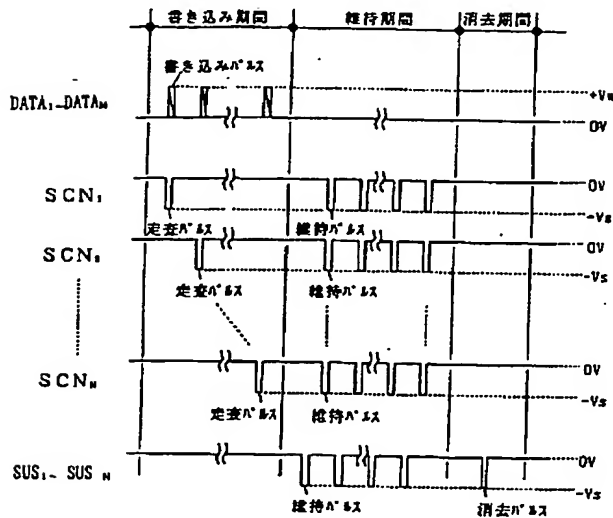 書き込み期間 維持期間 消去期間
書き込みパルス
DATA₁~DATAM +Vw
0V
SCN₁ 0V
-Vs
走査パルス 維持パルス
SCN₂ 0V
-Vs
走査パルス 維持パルス
SCNN 0V
-Vs
走査パルス 維持パルス
SUS₁~SUSN 0V
-Vs
維持パルス 消去パルス